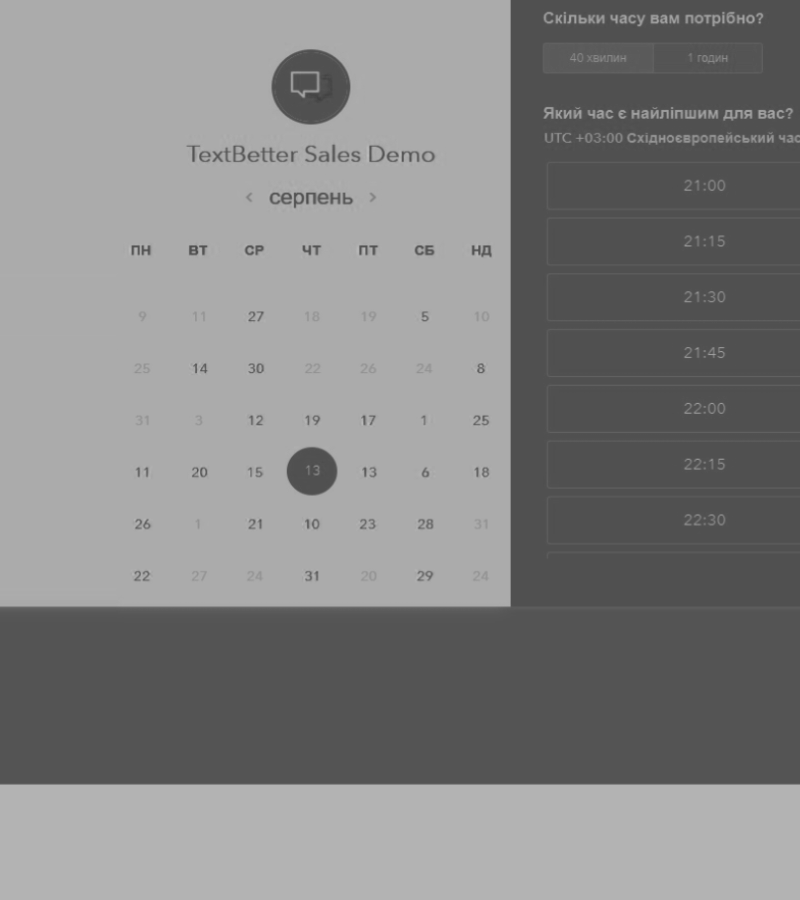 TextBetter Sales Demo
‹ серпень ›
ПН ВТ СР ЧТ ПТ СБ НД
9 11 27 18 19 5 10
25 14 30 22 26 24 8
31 3 12 19 17 1 25
11 20 15 13 13 6 18
26 1 21 10 23 28 31
22 27 24 31 20 29 24
Скільки часу вам потрібно?
40 хвилин 1 годин
Який час є найліпшим для вас?
UTC +03:00 Східноєвропейський час
21:00
21:15
21:30
21:45
22:00
22:15
22:30